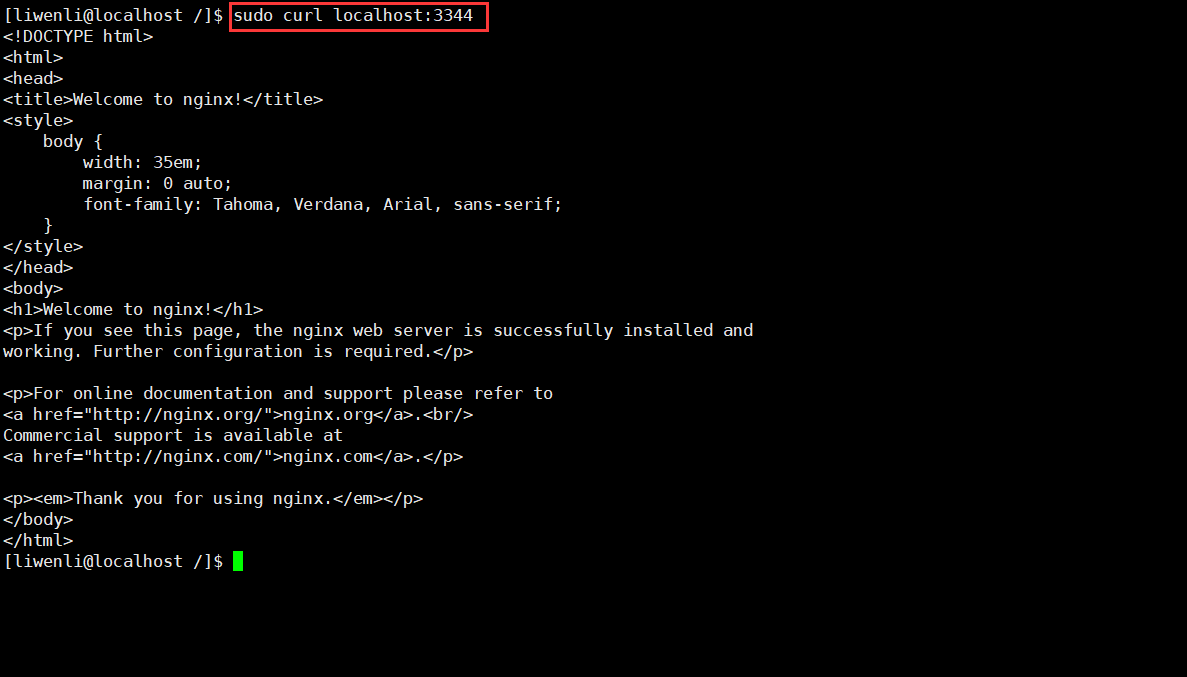 [liwenli@localhost /]$ sudo curl localhost:3344
<!DOCTYPE html>
<html>
<head>
<title>Welcome to nginx!</title>
<style>
    body {
        width: 35em;
        margin: 0 auto;
        font-family: Tahoma, Verdana, Arial, sans-serif;
    }
</style>
</head>
<body>
<h1>Welcome to nginx!</h1>
<p>If you see this page, the nginx web server is successfully installed and
working. Further configuration is required.</p>

<p>For online documentation and support please refer to
<a href="http://nginx.org/">nginx.org</a>.<br/>
Commercial support is available at
<a href="http://nginx.com/">nginx.com</a>.</p>

<p><em>Thank you for using nginx.</em></p>
</body>
</html>
[liwenli@localhost /]$